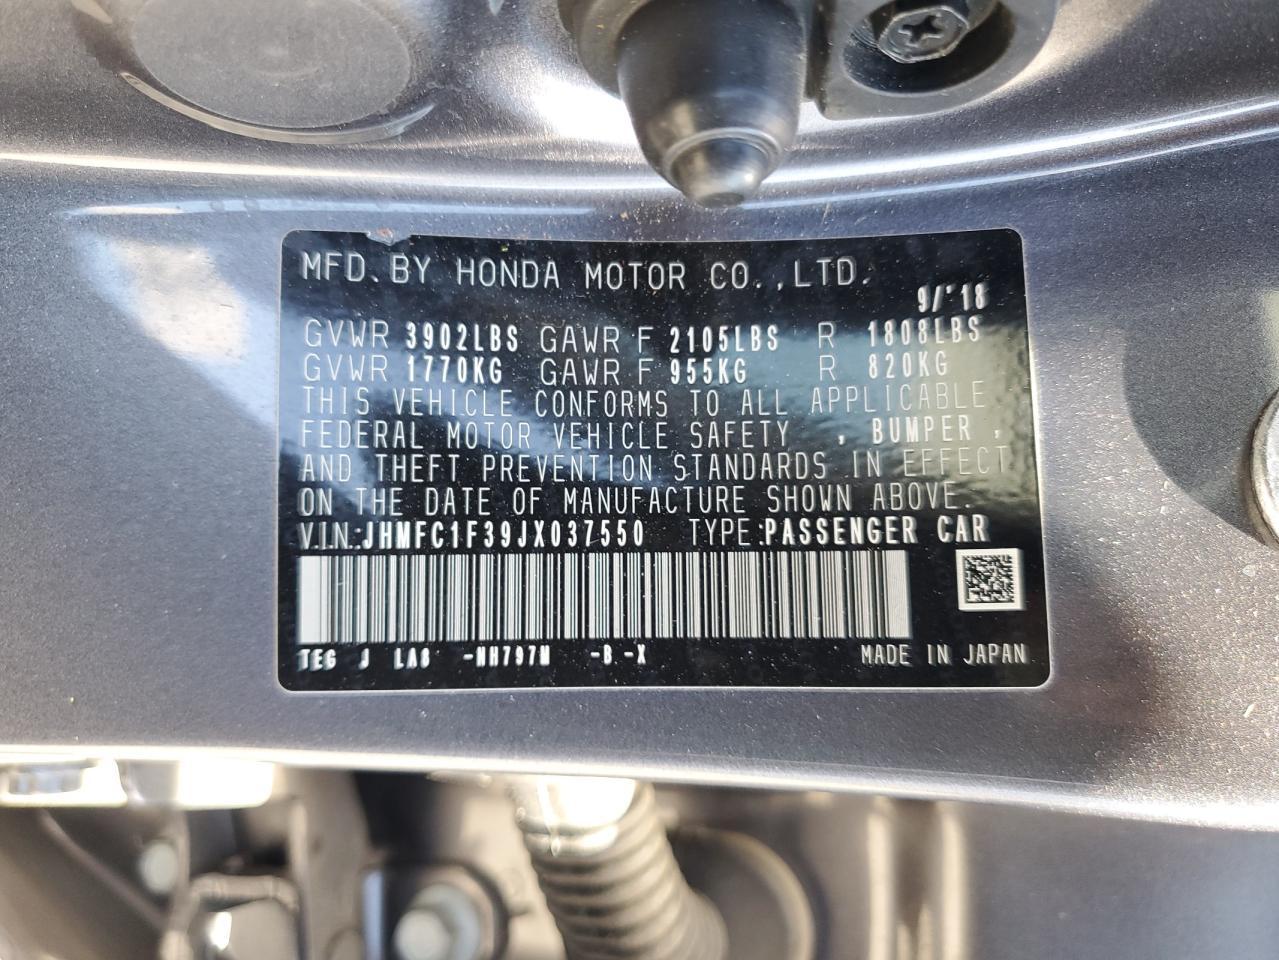 MFD. BY HONDA MOTOR CO.,LTD.
9/'18
GVWR 3902LBS GAWR F 2105LBS R 1808LBS
GVWR 1770KG GAWR F 955KG R 820KG
THIS VEHICLE CONFORMS TO ALL APPLICABLE
FEDERAL MOTOR VEHICLE SAFETY , BUMPER ,
AND THEFT PREVENTION STANDARDS IN EFFECT
ON THE DATE OF MANUFACTURE SHOWN ABOVE.
V.I.N.:JHMFC1F39JX037550 TYPE:PASSENGER CAR
TEG J LA8 -NH797M -B -X MADE IN JAPAN